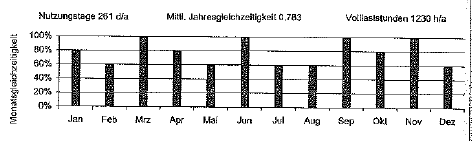 Nutzungstage 261 d/a Mittl. Jahresgleichzeitigkeit 0,783 Vollaststunden 1230 h/a
Monatsgleichzeitigkeit
100%
80%
60%
40%
20%
0%
Jan Feb Mrz Apr Mai Jun Jul Aug Sep Okt Nov Dez